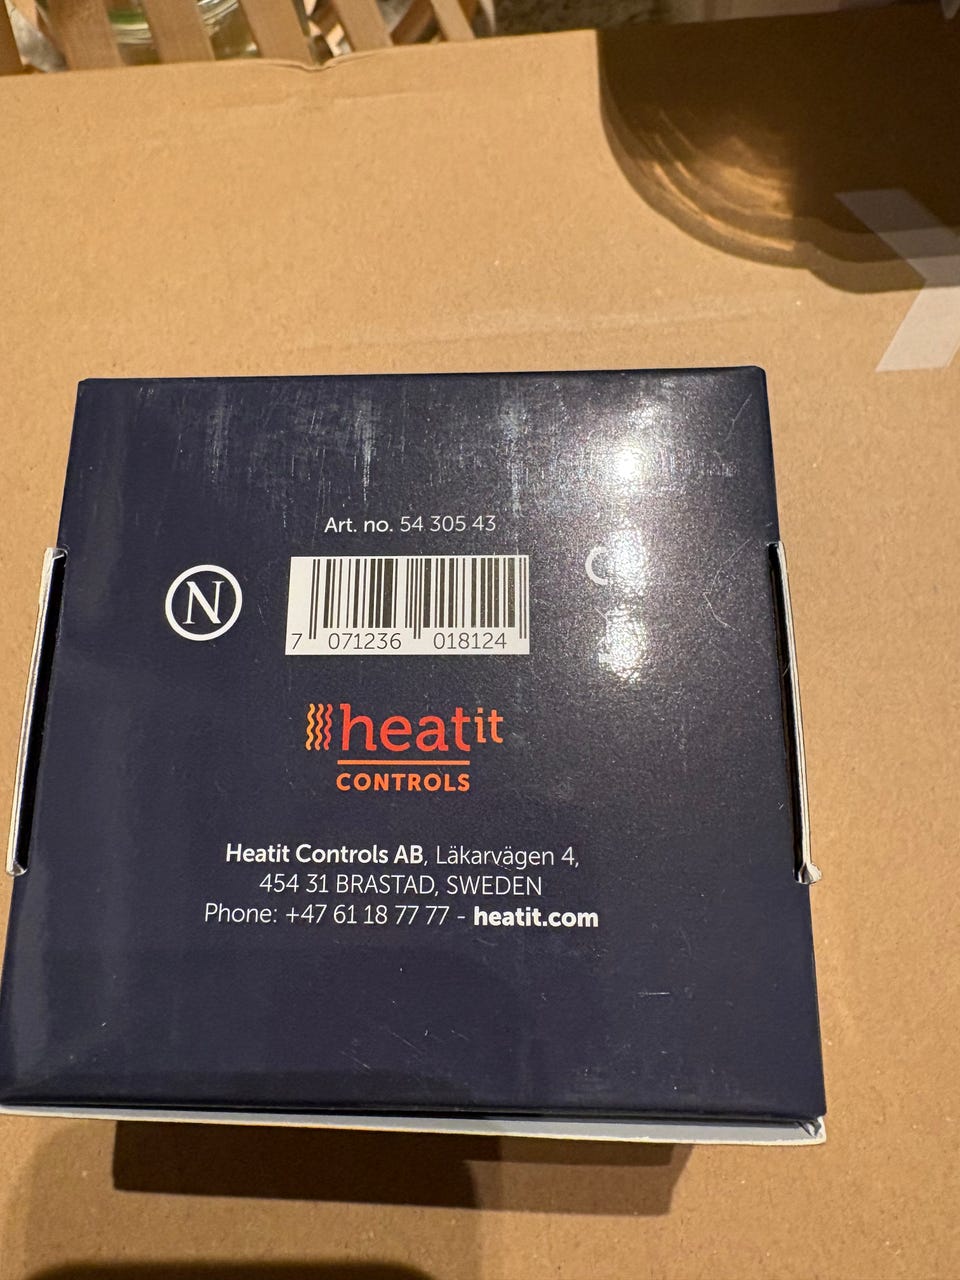 Art. no. 54 305 43
N
7 071236 018124
heatit
CONTROLS
Heatit Controls AB, Läkarvägen 4,
454 31 BRASTAD, SWEDEN
Phone: +47 61 18 77 77 - heatit.com